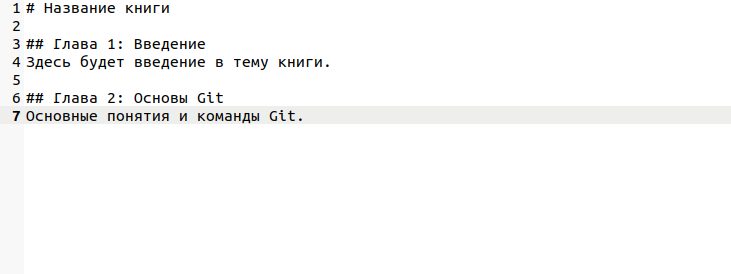 1 # Название книги
2
3 ## Глава 1: Введение
4 Здесь будет введение в тему книги.
5
6 ## Глава 2: Основы Git
7 Основные понятия и команды Git.